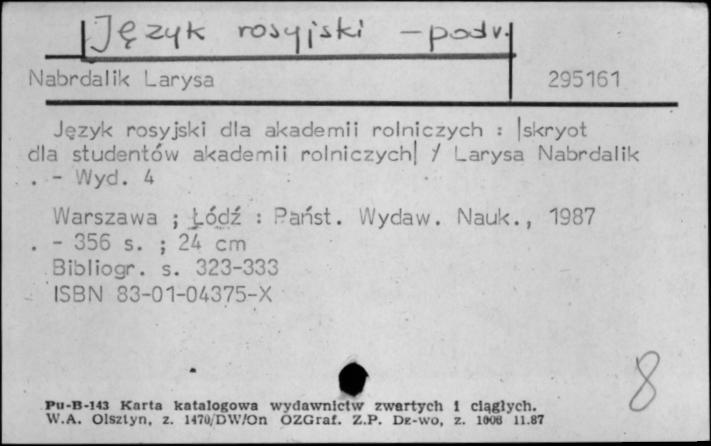 Język rosyjski - podr.
Nabrdalik Larysa 295161
Język rosyjski dla akademii rolniczych : |skryot
dla studentów akademii rolniczych| / Larysa Nabrdalik
. - Wyd. 4
Warszawa ; Łódź : Państ. Wydaw. Nauk., 1987
. - 356 s. ; 24 cm
Bibliogr. s. 323-333
ISBN 83-01-04375-X
8
Pu-B-143 Karta katalogowa wydawnictw zwartych i ciągłych.
W.A. Olsztyn, z. 1470/DW/On OZGraf. Z.P. Dz-wo, z. 1006 11.87